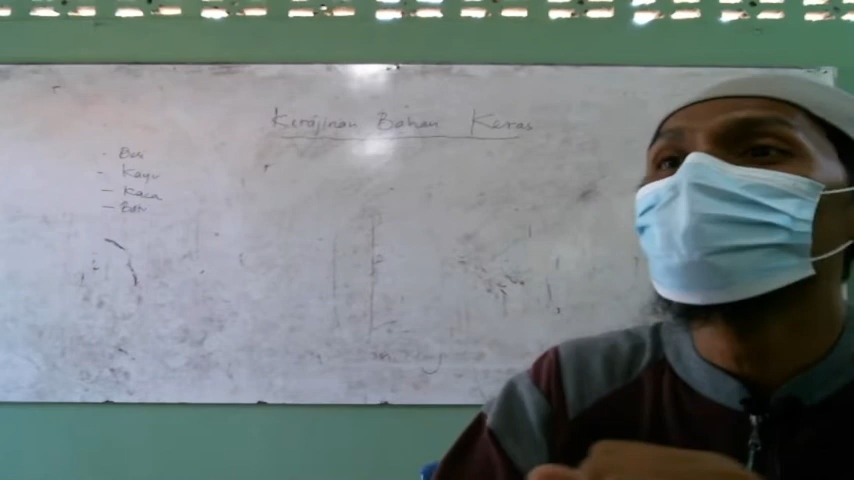 Kerajinan Bahan Keras
- Besi
- Kayu
- Kaca
- Batu